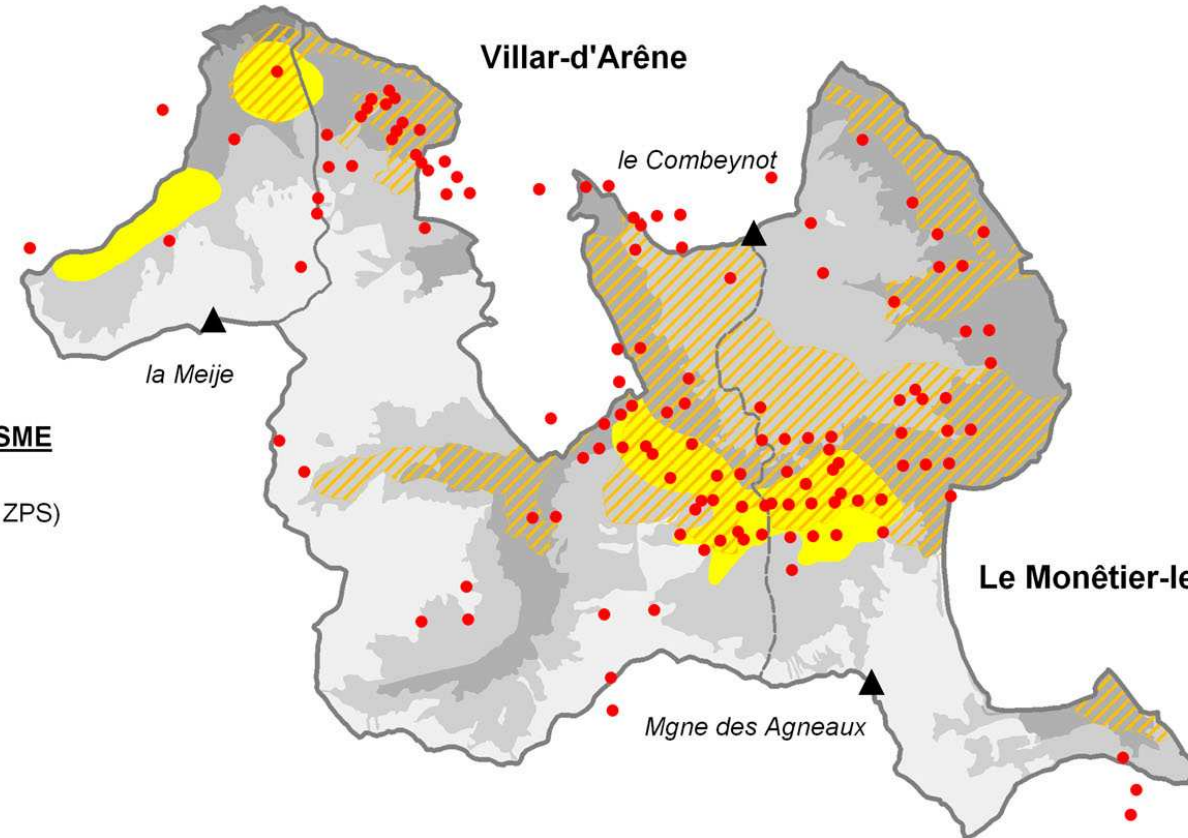 Villar-d'Arêne
le Combeynot
la Meije
SME
ZPS)
Le Monêtier-le
Mgne des Agneaux